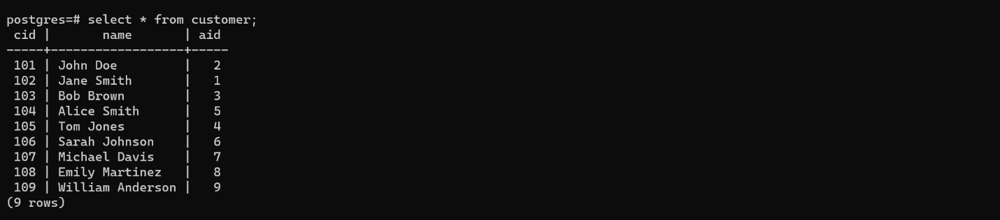 postgres=# select * from customer;
 cid |       name       | aid
-----+------------------+-----
 101 | John Doe         |   2
 102 | Jane Smith       |   1
 103 | Bob Brown        |   3
 104 | Alice Smith      |   5
 105 | Tom Jones        |   4
 106 | Sarah Johnson    |   6
 107 | Michael Davis    |   7
 108 | Emily Martinez   |   8
 109 | William Anderson |   9
(9 rows)